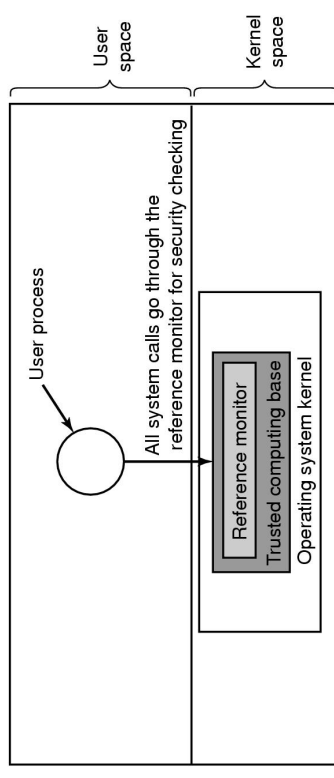 User process
All system calls go through the
reference monitor for security checking
User
space
Reference monitor
Trusted computing base
Operating system kernel
Kernel
space